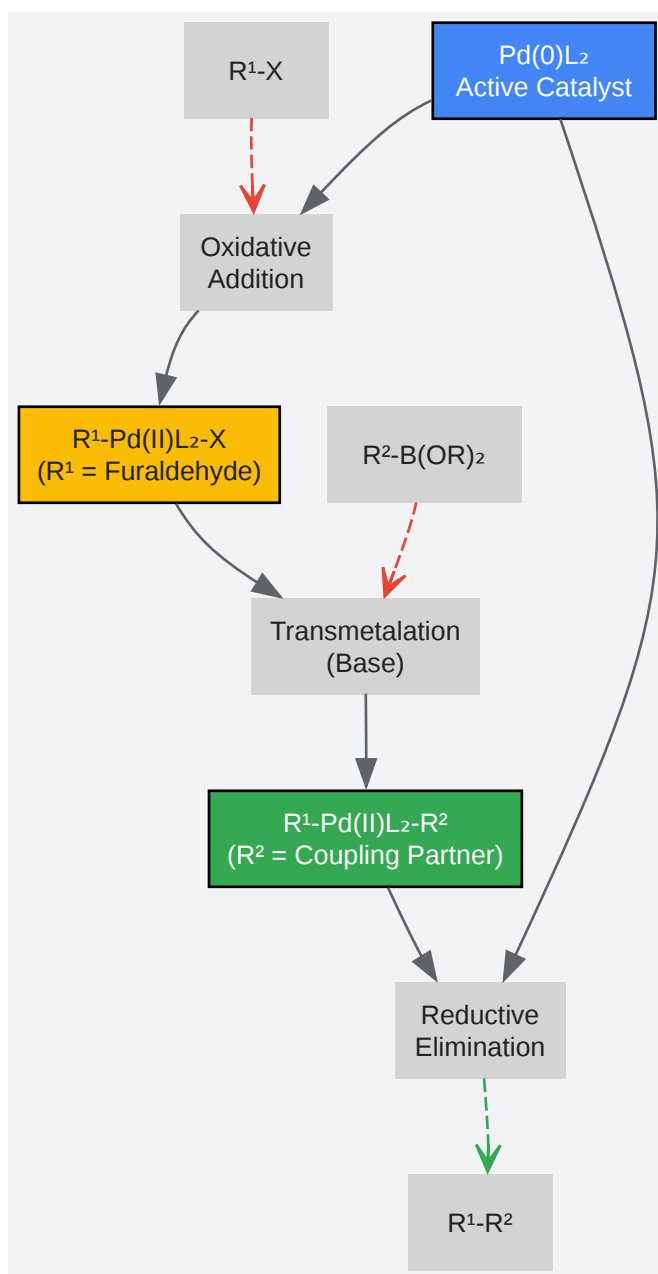 R¹-X
Pd(0)L₂
Active Catalyst
Oxidative
Addition
R¹-Pd(II)L₂-X
(R¹ = Furaldehyde)
R²-B(OR)₂
Transmetalation
(Base)
R¹-Pd(II)L₂-R²
(R² = Coupling Partner)
Reductive
Elimination
R¹-R²